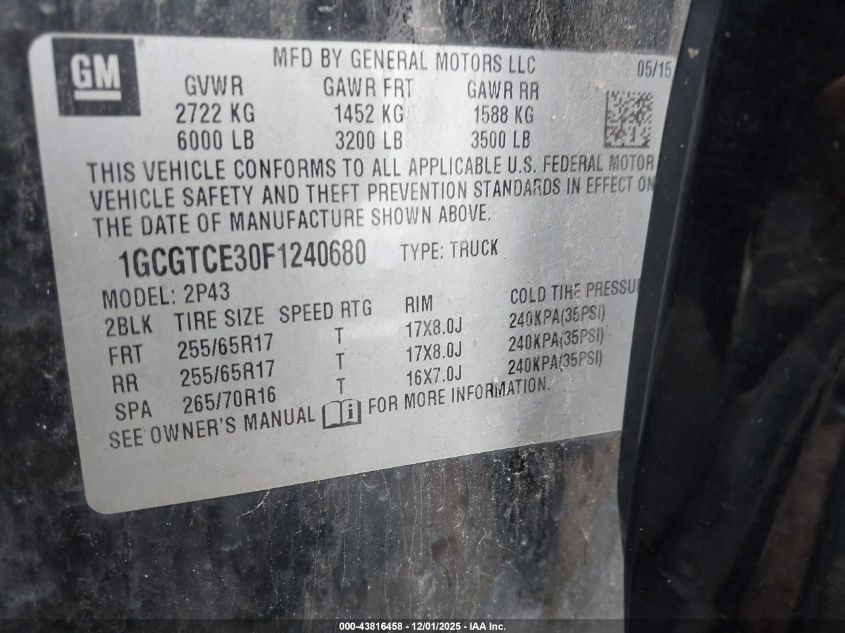 GM
MFD BY GENERAL MOTORS LLC 05/15
GVWR GAWR FRT GAWR RR
2722 KG 1452 KG 1588 KG
6000 LB 3200 LB 3500 LB
THIS VEHICLE CONFORMS TO ALL APPLICABLE U.S. FEDERAL MOTOR
VEHICLE SAFETY AND THEFT PREVENTION STANDARDS IN EFFECT ON
THE DATE OF MANUFACTURE SHOWN ABOVE.
1GCGTCE30F1240680 TYPE: TRUCK
MODEL: 2P43
2BLK TIRE SIZE SPEED RTG RIM COLD TIRE PRESSU
FRT 255/65R17 T 17X8.0J 240KPA(35PSI)
RR 255/65R17 T 17X8.0J 240KPA(35PSI)
SPA 265/70R16 T 16X7.0J 240KPA(35PSI)
SEE OWNER'S MANUAL i FOR MORE INFORMATION.
000-43816458 - 12/01/2025 - IAA Inc.